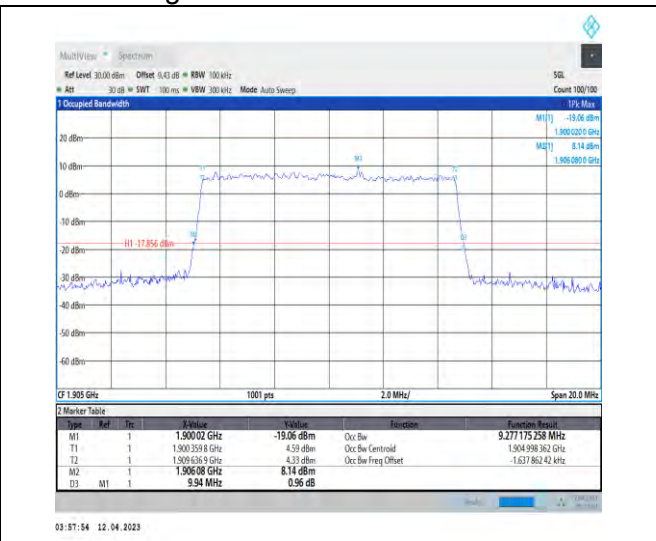 MultiView Spectrum
Ref Level 30.00 dBm Offset 9.43 dB RBW 100 kHz SGL
Att 30 dB SWT 100 ms VBW 300 kHz Mode Auto Sweep Count 100/100
1 Occupied Bandwidth 1Pk Max
M1[1] -19.06 dBm
1.900 020 0 GHz
M2[1] 8.14 dBm
1.906 080 0 GHz
20 dBm
M2
10 dBm
T1 T2
0 dBm
-10 dBm
M1 D3
H1 -17.856 dBm
-20 dBm
-30 dBm
-40 dBm
-50 dBm
-60 dBm
CF 1.905 GHz 1001 pts 2.0 MHz/ Span 20.0 MHz
2 Marker Table
Type Ref Trc X-Value Y-Value Function Function Result
M1 1 1.900 02 GHz -19.06 dBm Occ Bw 9.277 175 258 MHz
T1 1 1.900 359 8 GHz 4.59 dBm Occ Bw Centroid 1.904 998 362 GHz
T2 1 1.909 636 9 GHz 4.33 dBm Occ Bw Freq Offset -1.637 862 42 kHz
M2 1 1.906 08 GHz 8.14 dBm
D3 M1 1 9.94 MHz 0.96 dB
03:57:54 12.04.2023